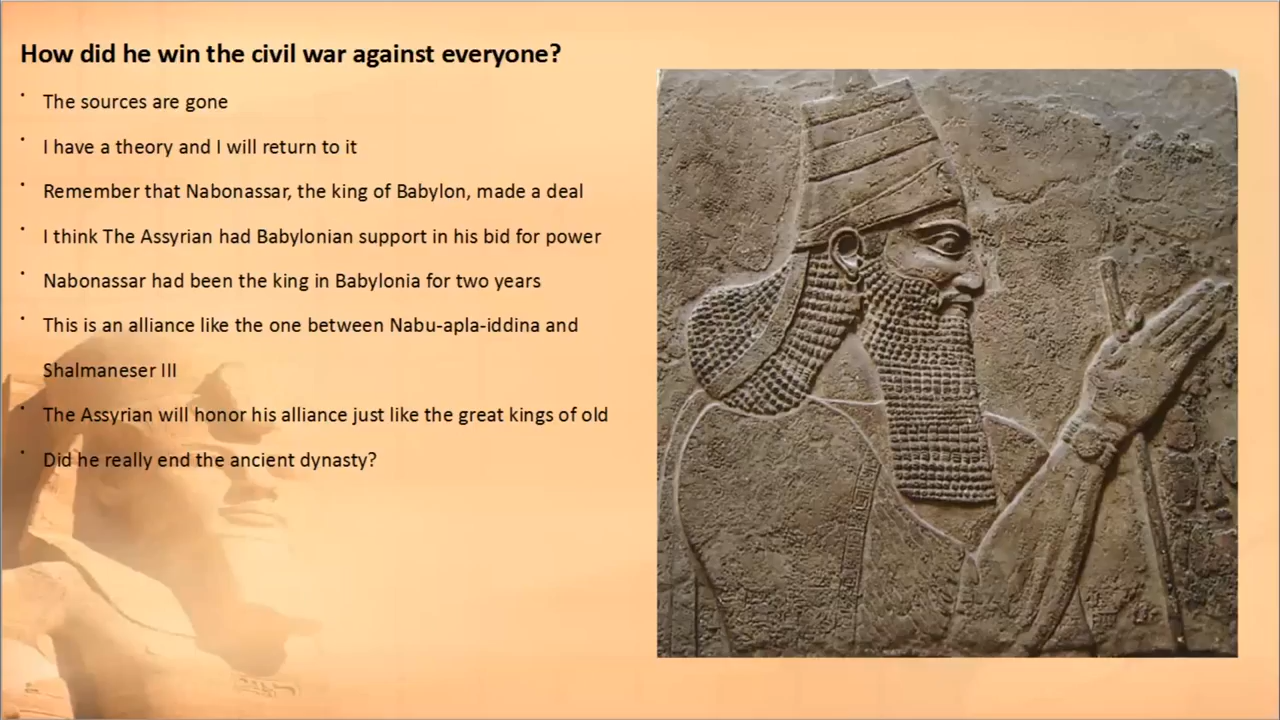 How did he win the civil war against everyone?
• The sources are gone
• I have a theory and I will return to it
• Remember that Nabonassar, the king of Babylon, made a deal
• I think The Assyrian had Babylonian support in his bid for power
• Nabonassar had been the king in Babylonia for two years
• This is an alliance like the one between Nabu-apla-iddina and
Shalmaneser III
• The Assyrian will honor his alliance just like the great kings of old
• Did he really end the ancient dynasty?